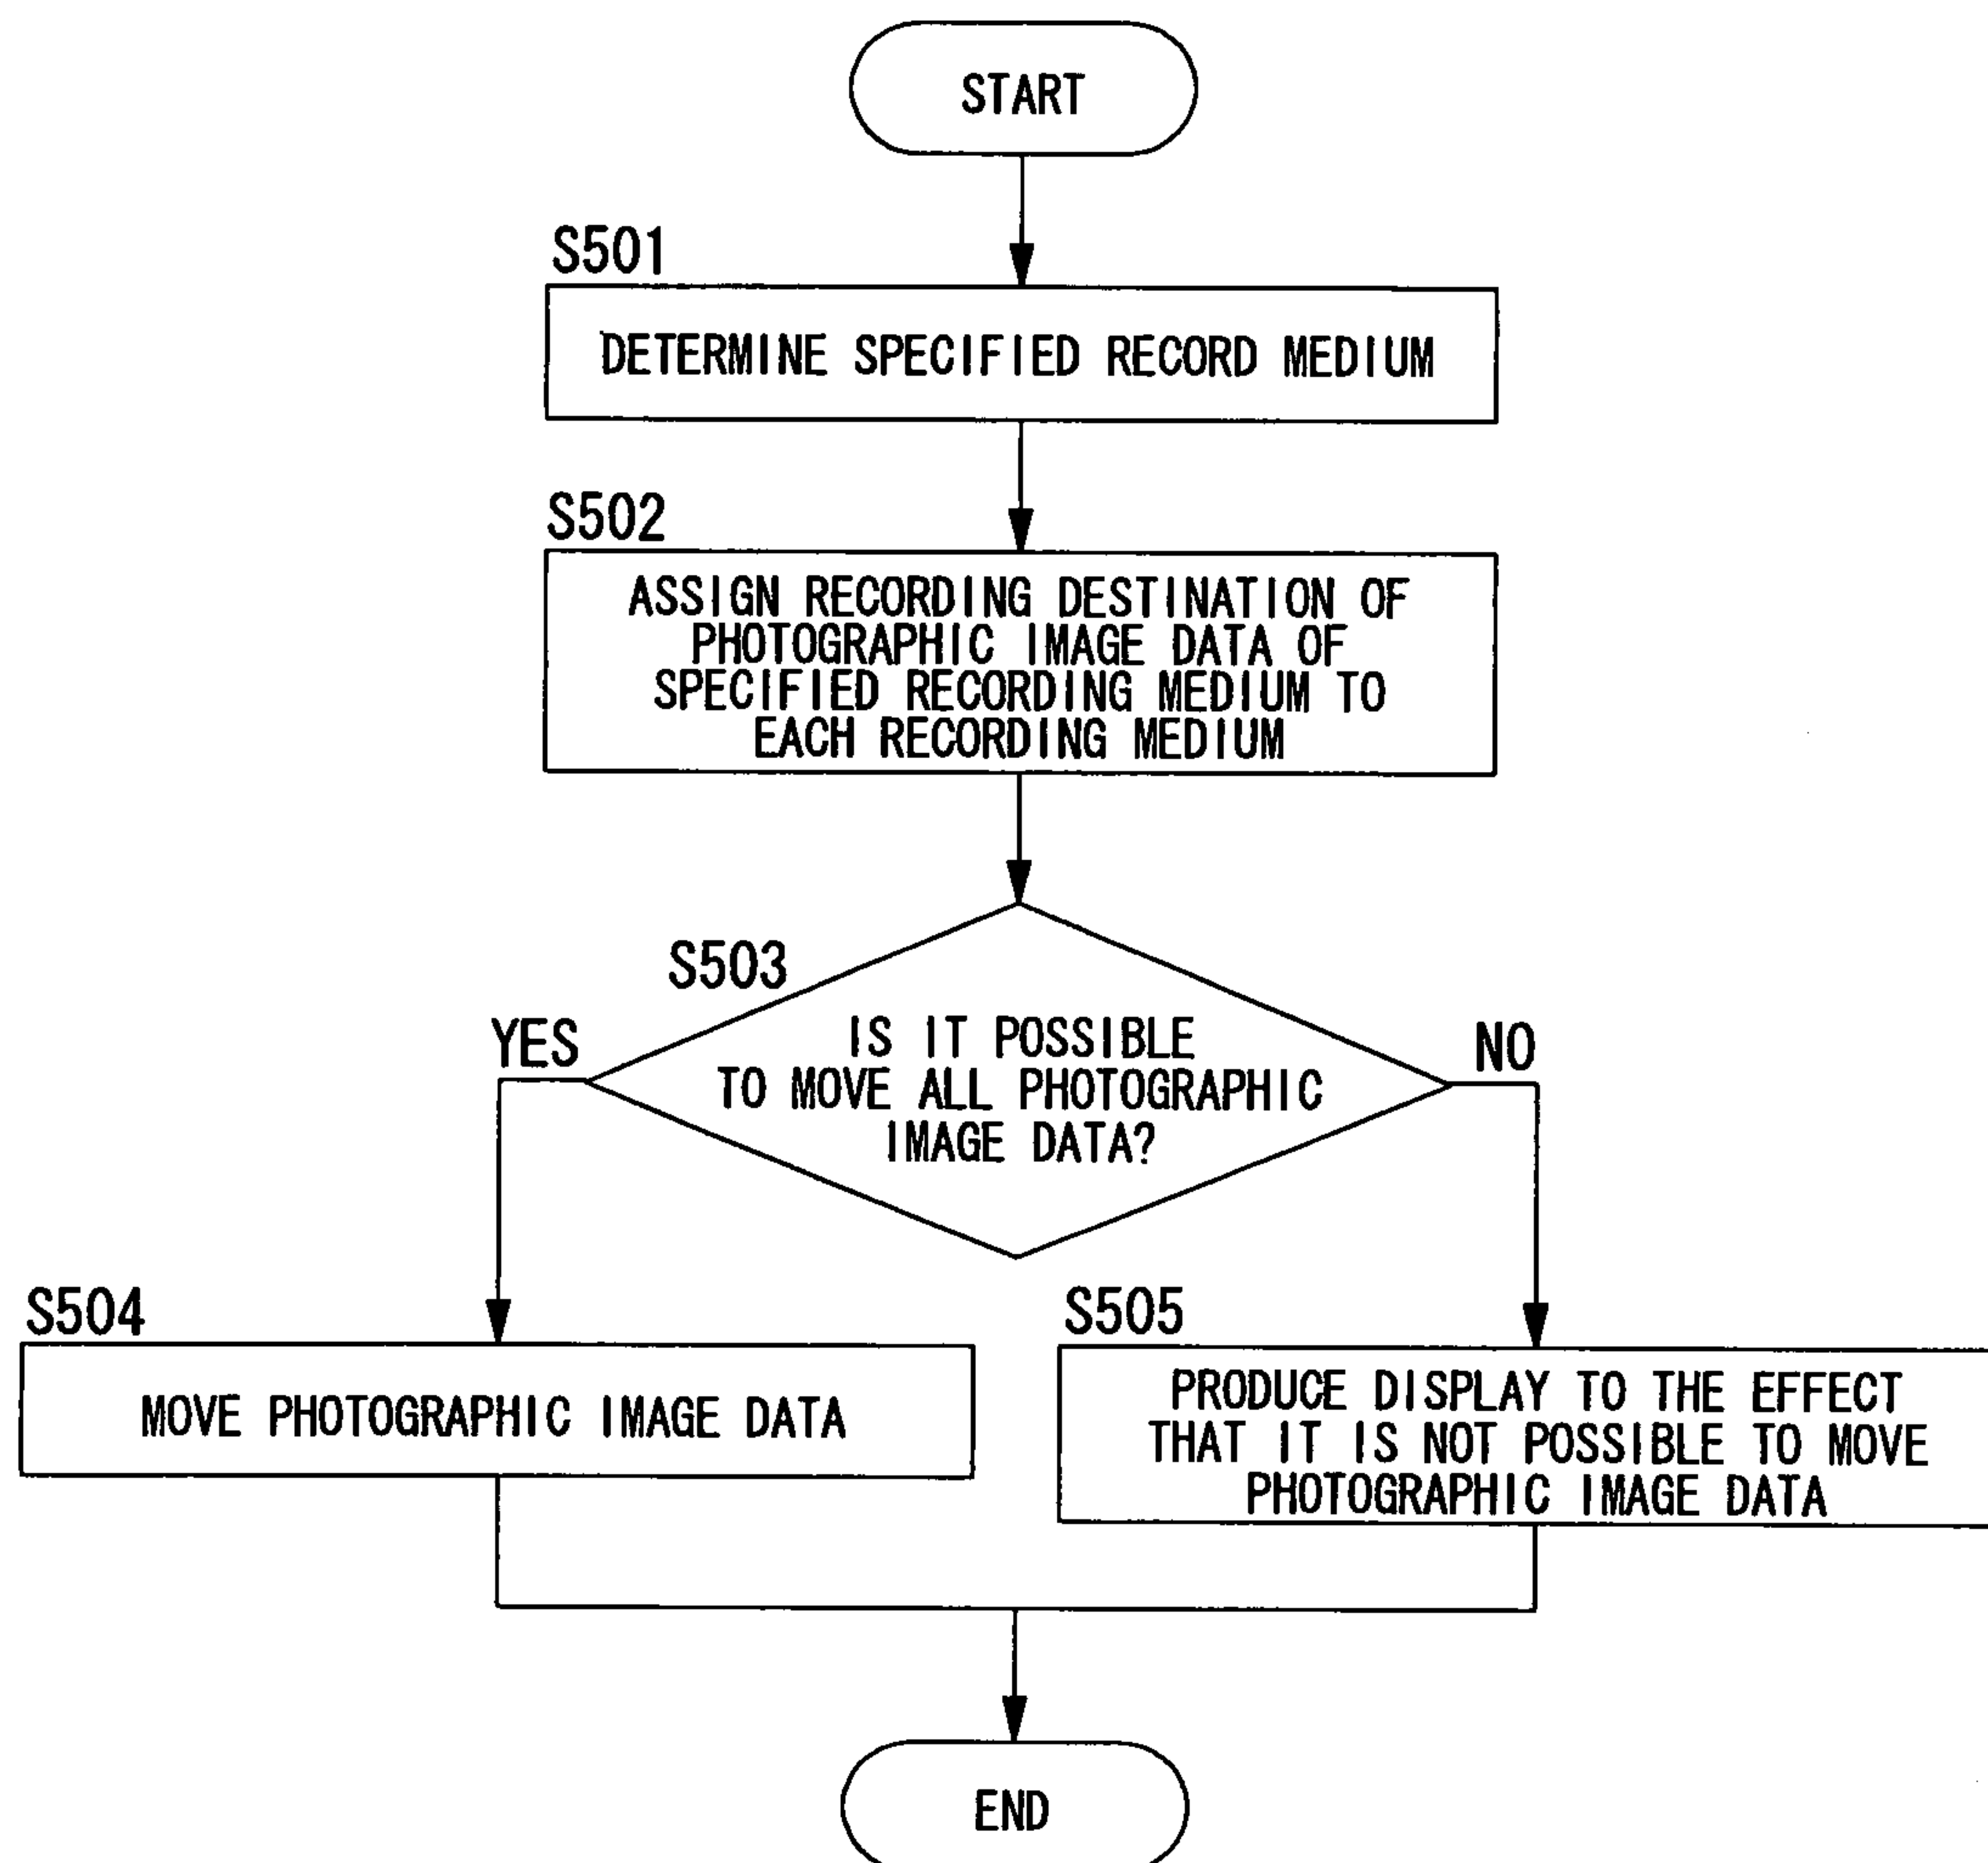 START
S501
DETERMINE SPECIFIED RECORD MEDIUM
S502
ASSIGN RECORDING DESTINATION OF
PHOTOGRAPHIC IMAGE DATA OF
SPECIFIED RECORDING MEDIUM TO
EACH RECORDING MEDIUM
S503
YES
IS IT POSSIBLE
TO MOVE ALL PHOTOGRAPHIC
IMAGE DATA?
NO
S504
MOVE PHOTOGRAPHIC IMAGE DATA
S505
PRODUCE DISPLAY TO THE EFFECT
THAT IT IS NOT POSSIBLE TO MOVE
PHOTOGRAPHIC IMAGE DATA
END